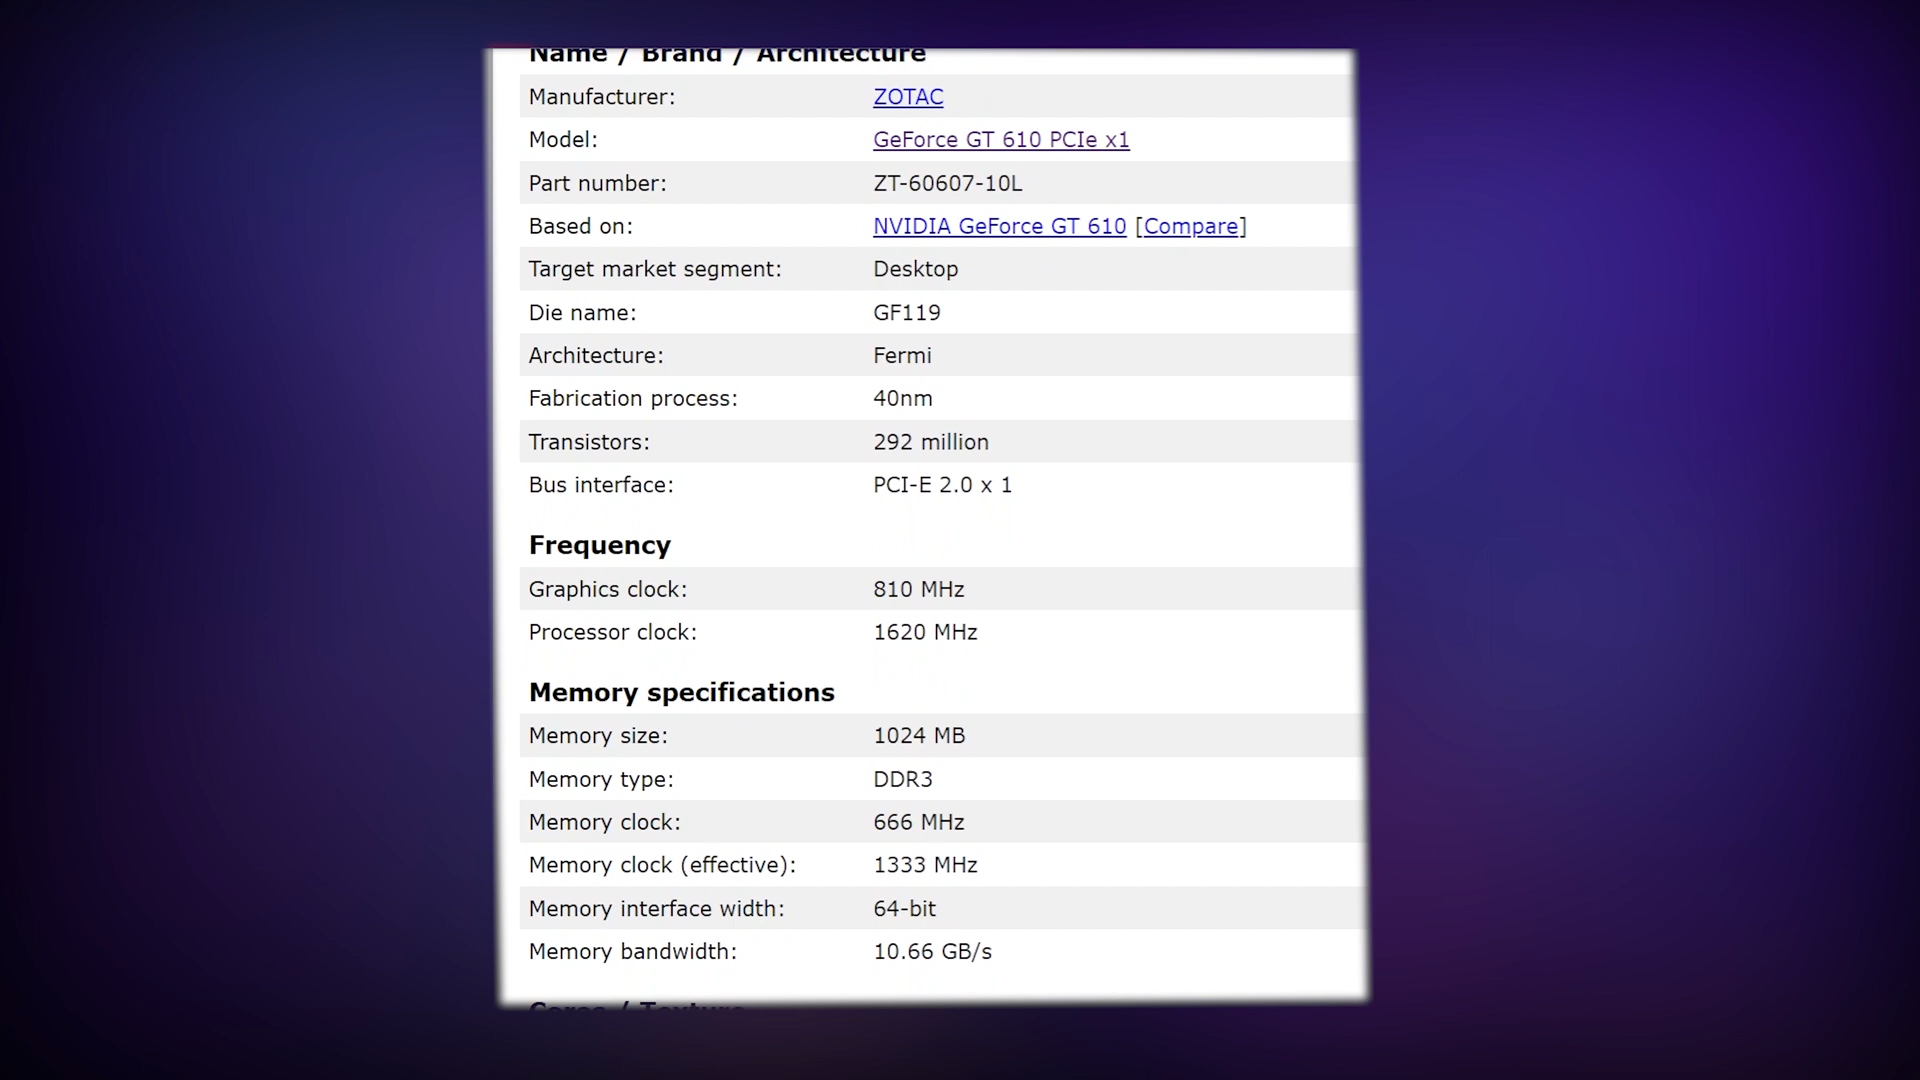 Name / Brand / Architecture
Manufacturer: ZOTAC
Model: GeForce GT 610 PCIe x1
Part number: ZT-60607-10L
Based on: NVIDIA GeForce GT 610 [Compare]
Target market segment: Desktop
Die name: GF119
Architecture: Fermi
Fabrication process: 40nm
Transistors: 292 million
Bus interface: PCI-E 2.0 x 1
Frequency
Graphics clock: 810 MHz
Processor clock: 1620 MHz
Memory specifications
Memory size: 1024 MB
Memory type: DDR3
Memory clock: 666 MHz
Memory clock (effective): 1333 MHz
Memory interface width: 64-bit
Memory bandwidth: 10.66 GB/s
Cores / Texture